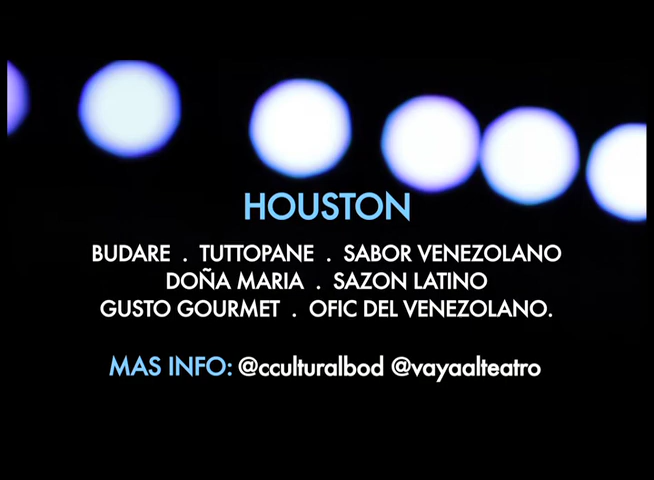 HOUSTON
BUDARE . TUTTOPANE . SABOR VENEZOLANO
DOÑA MARIA . SAZON LATINO
GUSTO GOURMET . OFIC DEL VENEZOLANO.
MAS INFO: @cculturalbod @vayaalteatro